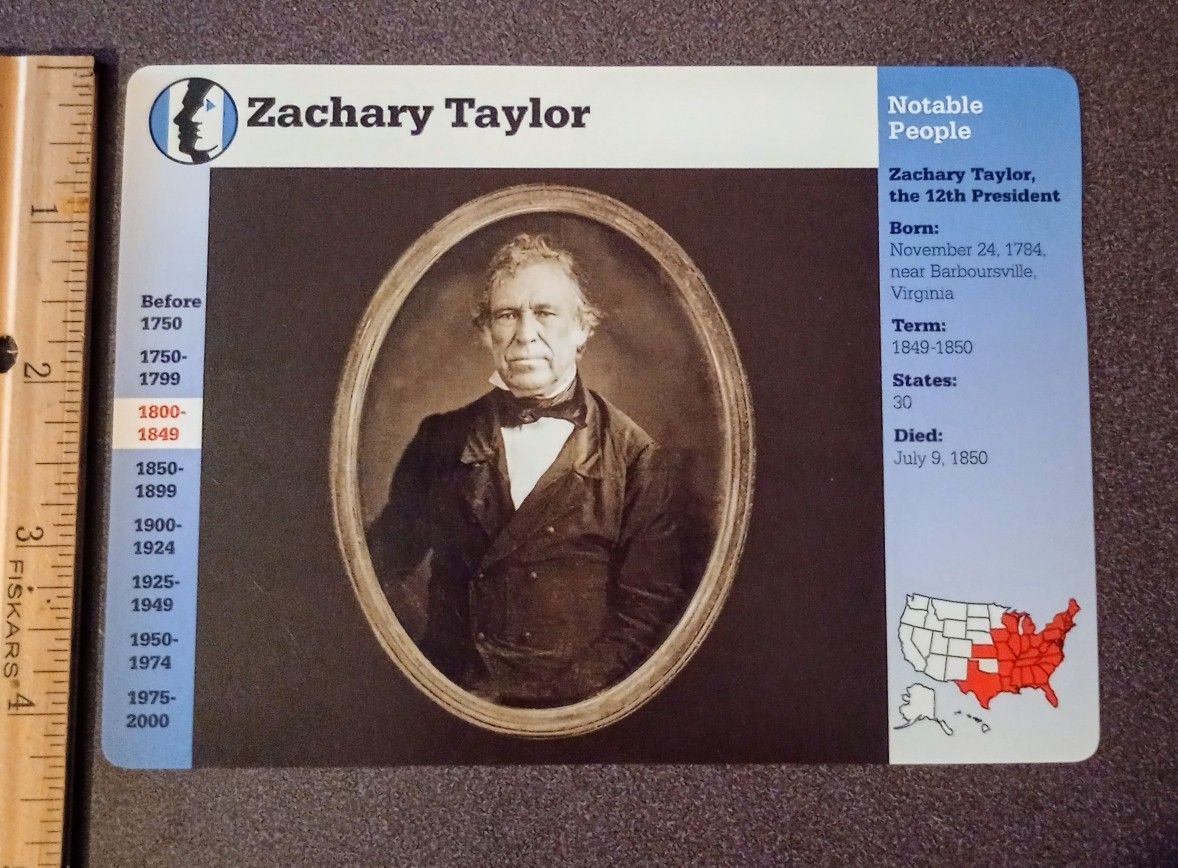 Zachary Taylor
Notable
People
Zachary Taylor,
the 12th President
Born:
November 24, 1784,
near Barboursville,
Virginia
Term:
1849-1850
States:
30
Died:
July 9, 1850
Before
1750
1750-
1799
1800-
1849
1850-
1899
1900-
1924
1925-
1949
1950-
1974
1975-
2000
1
2
3
FISKARS®
4